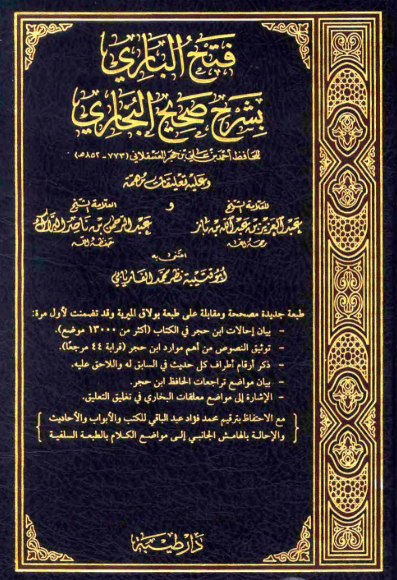 فتح الباري
بشرح صحيح البخاري
للحافظ أحمد بن علي بن حجر العسقلاني (٧٧٣ - ٨٥٢ هـ)
وعليه تعليقات مهمة
للعلامة الشيخ و العلامة الشيخ
عبد العزيز بن عبد الله بن باز عبد الرحمن بن ناصر البراك
رحمه الله حفظه الله
اعتنى به
أبو قتيبة نظر محمد الفاريابي
طبعة جديدة مصححة ومقابلة على طبعة بولاق الميرية وقد تضمنت لأول مرة:
- بيان إحالات ابن حجر في الكتاب (أكثر من ١٣٠٠٠ موضع).
- توثيق النصوص من أهم موارد ابن حجر (قرابة ٤٤ مرجعًا).
- ذكر أرقام أطراف كل حديث في السابق له واللاحق عليه.
- بيان مواضع تراجعات الحافظ ابن حجر.
- الإشارة إلى مواضع معلقات البخاري في تغليق التعليق.
مع الاحتفاظ بترقيم محمد فؤاد عبد الباقي للكتب والأبواب والأحاديث
والإحالة بالهامش الجانبي إلى مواضع الكلام بالطبعة السلفية
دار طيبة